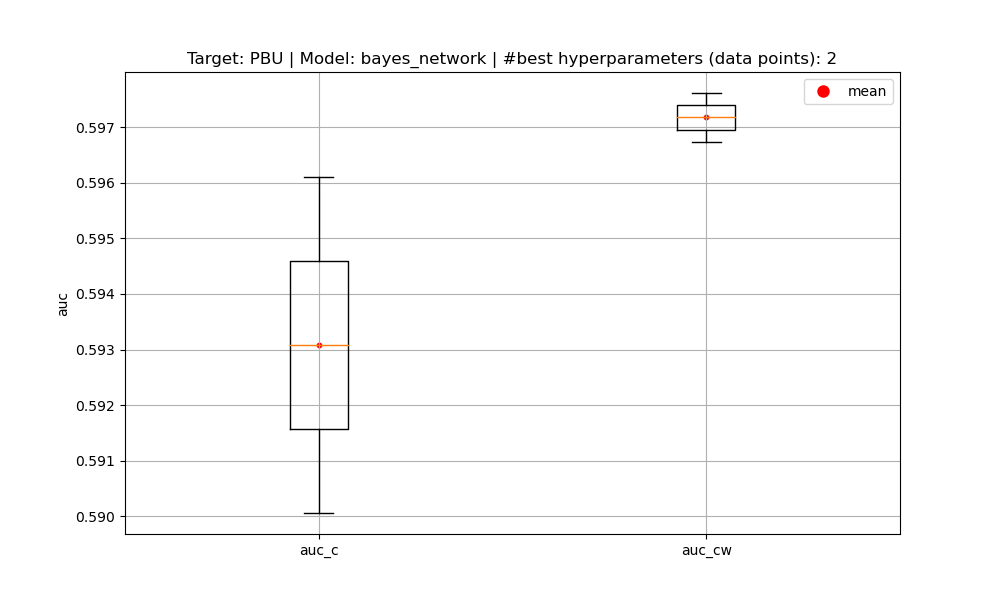 Target: PBU | Model: bayes_network | #best hyperparameters (data points): 2
mean
0.597
0.596
0.595
0.594
0.593
0.592
0.591
0.590
auc
auc_c
auc_cw